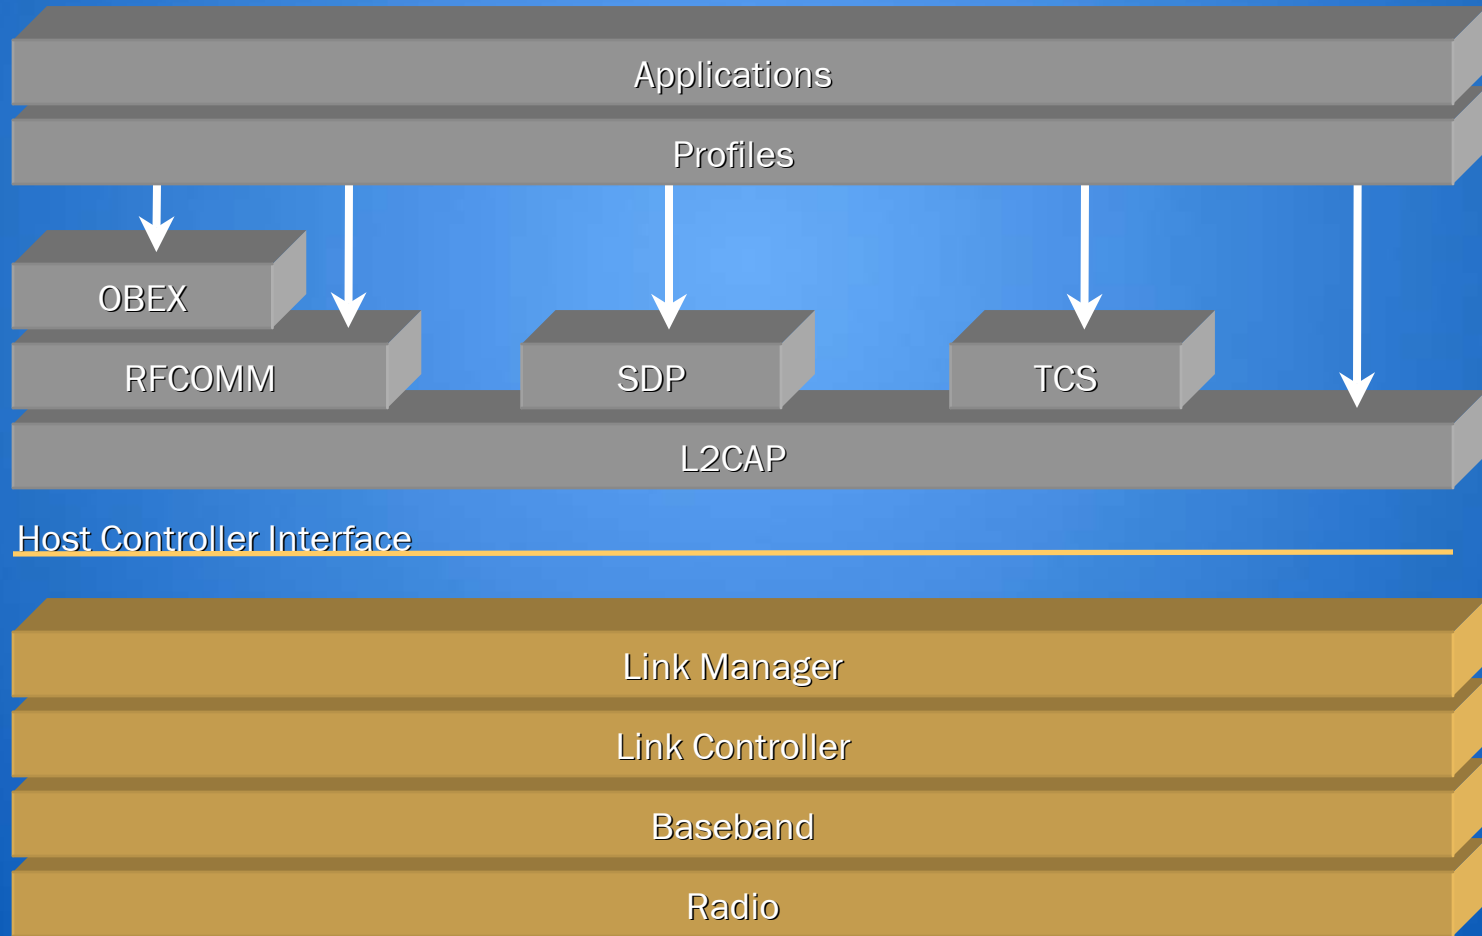 Applications
Profiles
OBEX
RFCOMM
SDP
TCS
L2CAP
Host Controller Interface
Link Manager
Link Controller
Baseband
Radio